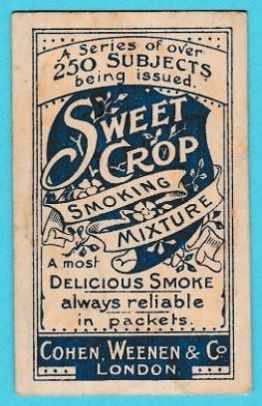 A Series of over
250 SUBJECTS
being issued.
SWEET
CROP
SMOKING
MIXTURE
A most
DELICIOUS SMOKE
always reliable
in packets.
COHEN, WEENEN & Co
LONDON.